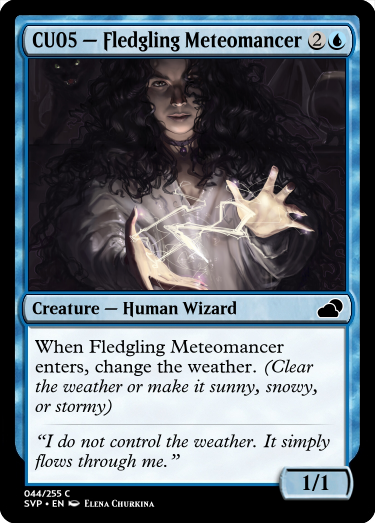 CU05 — Fledgling Meteomancer 2
Creature — Human Wizard
When Fledgling Meteomancer
enters, change the weather. (Clear
the weather or make it sunny, snowy,
or stormy)
“I do not control the weather. It simply
flows through me.”
1/1
044/255 C
SVP • EN Elena Churkina